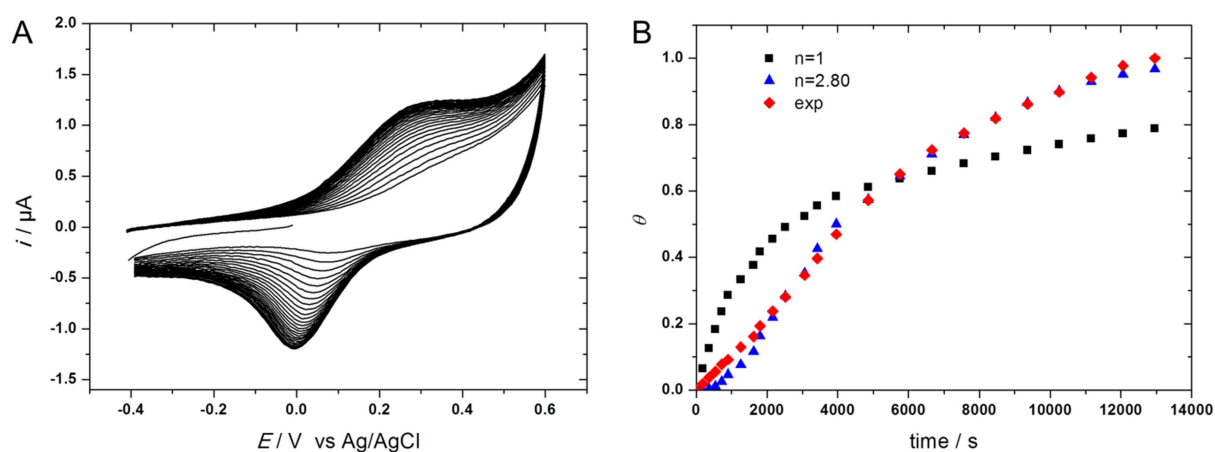 A
2.0
1.5
1.0
0.5
0.0
-0.5
-1.0
-1.5
i / μA
-0.4 -0.2 0.0 0.2 0.4 0.6
E / V vs Ag/AgCl
B
n=1
n=2.80
exp
1.0
0.8
0.6
0.4
0.2
0.0
θ
0 2000 4000 6000 8000 10000 12000 14000
time / s